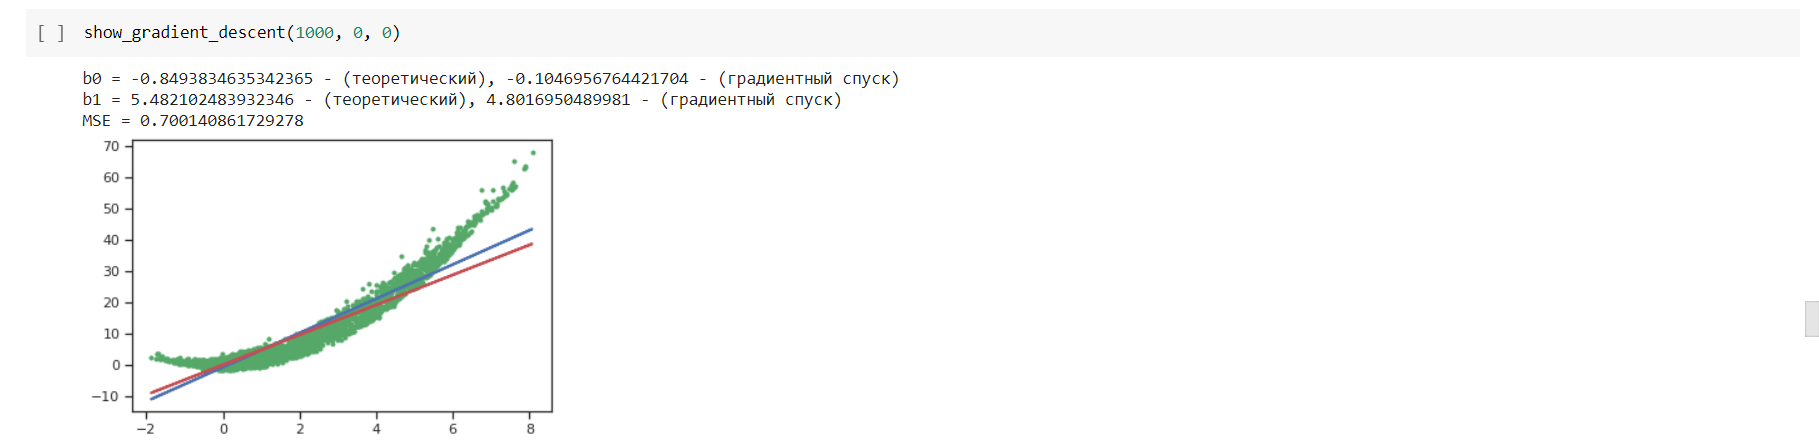 [ ] show_gradient_descent(1000, 0, 0)
b0 = -0.8493834635342365 - (теоретический), -0.1046956764421704 - (градиентный спуск)
b1 = 5.482102483932346 - (теоретический), 4.8016950489981 - (градиентный спуск)
MSE = 0.700140861729278
70
60
50
40
30
20
10
0
−10
−2 0 2 4 6 8